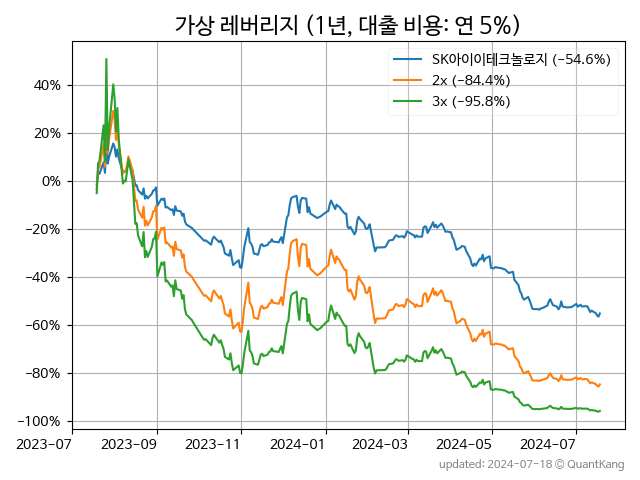 가상 레버리지 (1년, 대출 비용: 연 5%)
SK아이이테크놀로지 (-54.6%)
2x (-84.4%)
3x (-95.8%)
40%
20%
0%
-20%
-40%
-60%
-80%
-100%
2023-07 2023-09 2023-11 2024-01 2024-03 2024-05 2024-07
updated: 2024-07-18 © QuantKang